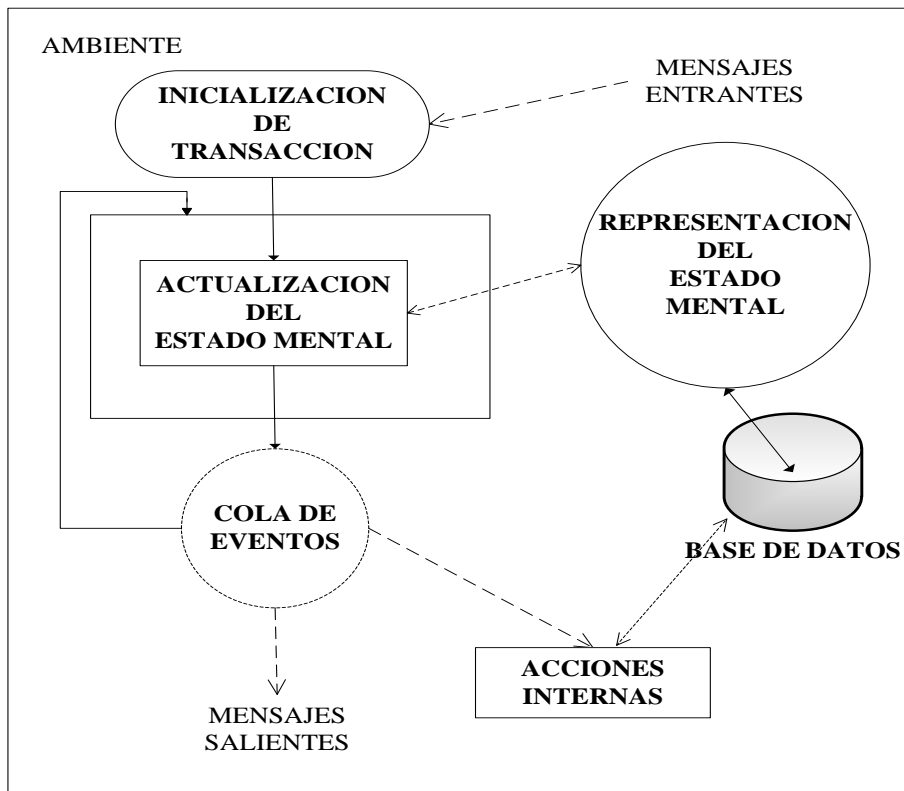 AMBIENTE
INICIALIZACION
DE
TRANSACCION
MENSAJES
ENTRANTES
REPRESENTACION
DEL
ESTADO
MENTAL
ACTUALIZACION
DEL
ESTADO MENTAL
COLA DE
EVENTOS
BASE DE DATOS
ACCIONES
INTERNAS
MENSAJES
SALIENTES